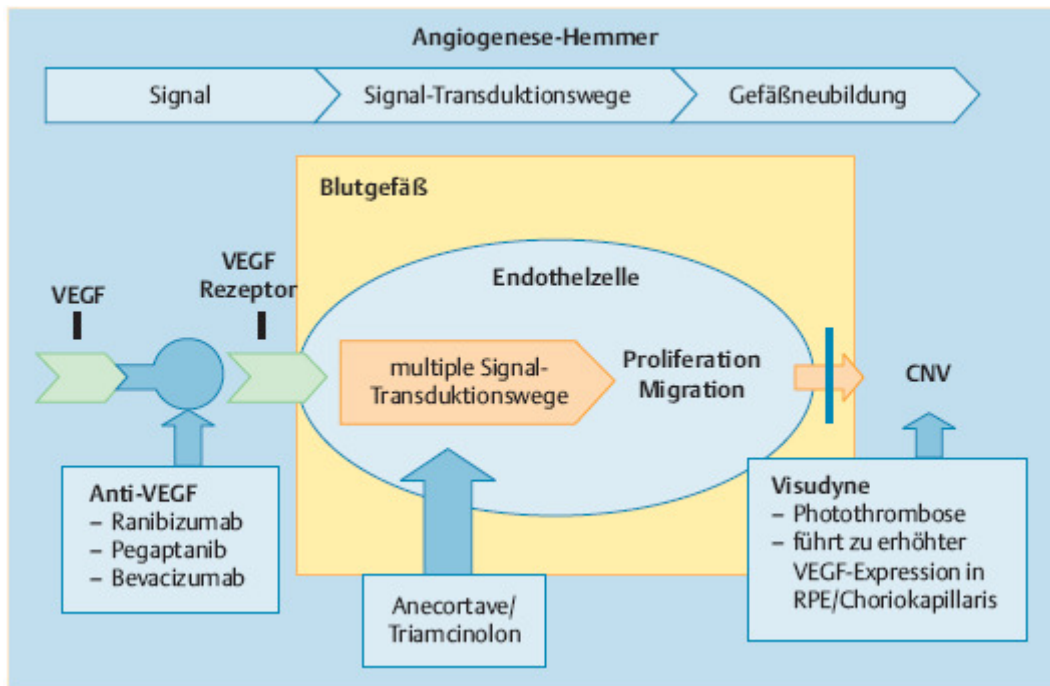 Angiogenese-Hemmer
Signal
Signal-Transduktionswege
Gefäßneubildung
Blutgefäß
VEGF
VEGF
Rezeptor
Endothelzelle
multiple Signal-
Transduktionswege
Proliferation
Migration
CNV
Anti-VEGF
– Ranibizumab
– Pegaptanib
– Bevacizumab
Anecortave/
Triamcinolon
Visudyne
– Photothrombose
– führt zu erhöhter
VEGF-Expression in
RPE/Choriokapillaris